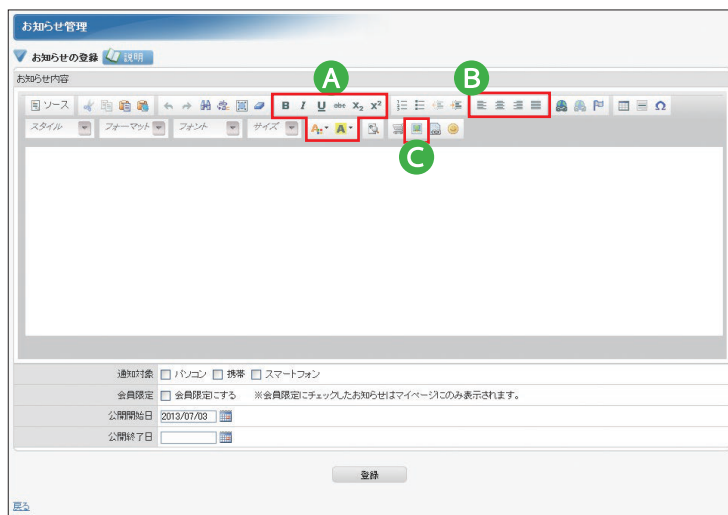 お知らせ管理
お知らせの登録 説明
お知らせ内容
A
B
ソース B I U abc X₂ X² Ω
スタイル フォーマット フォント サイズ A A
C
通知対象 パソコン 携帯 スマートフォン
会員限定 会員限定にする ※会員限定にチェックしたお知らせはマイページにのみ表示されます。
公開開始日 2013/07/03
公開終了日
登録
戻る